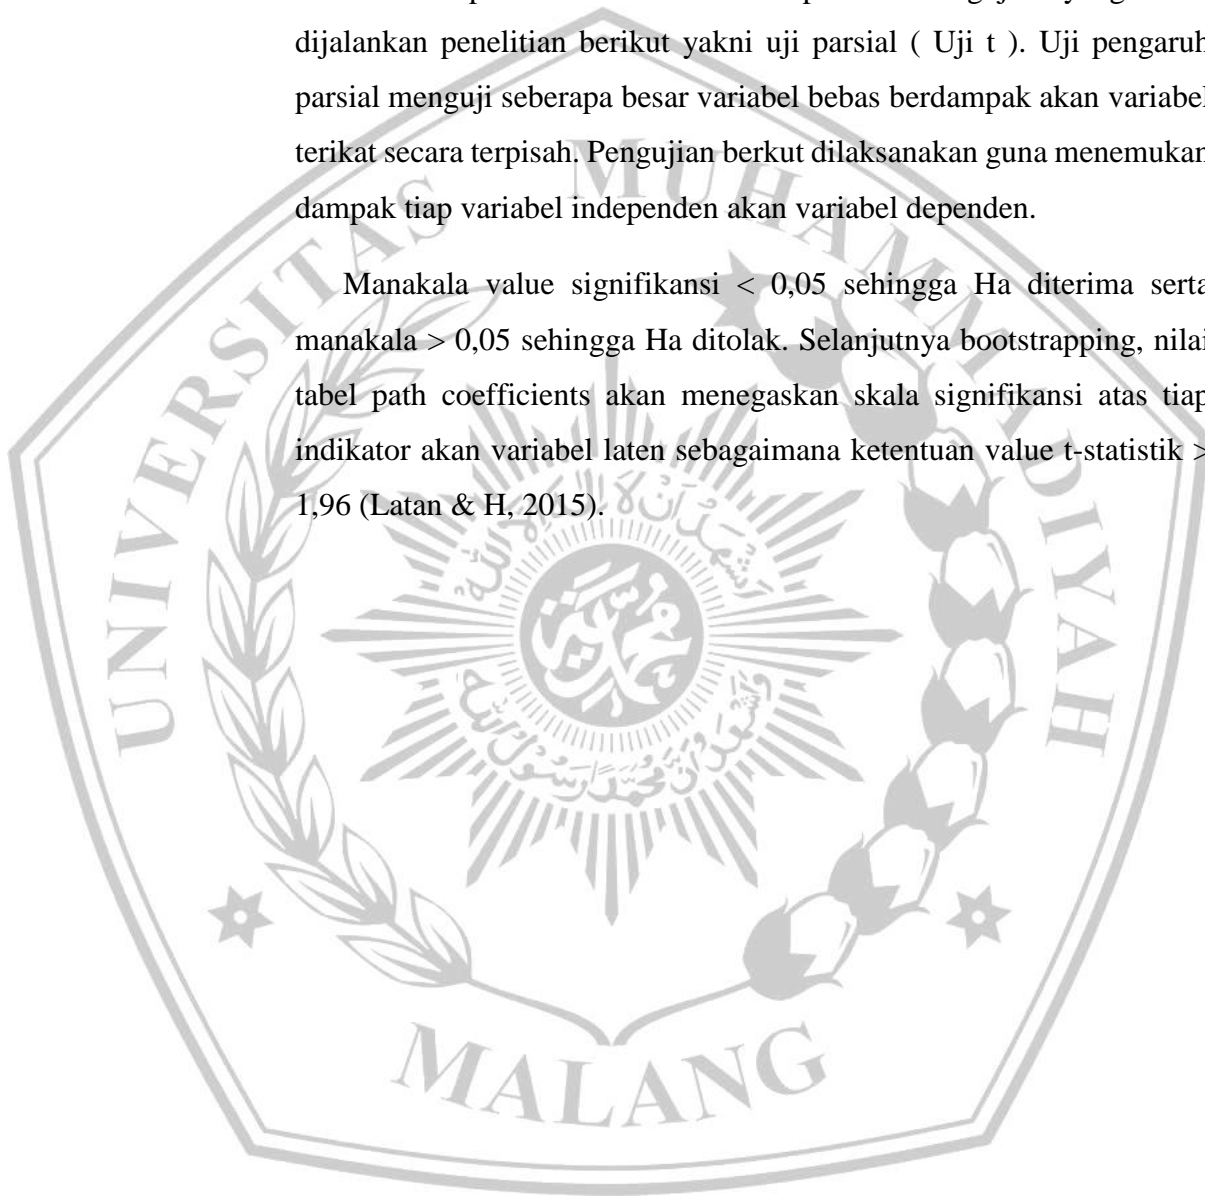 dijalankan penelitian berikut yakni uji parsial ( Uji t ). Uji pengaruh
parsial menguji seberapa besar variabel bebas berdampak akan variabel
terikat secara terpisah. Pengujian berkut dilaksanakan guna menemukan
dampak tiap variabel independen akan variabel dependen.
Manakala value signifikansi < 0,05 sehingga Ha diterima serta
manakala > 0,05 sehingga Ha ditolak. Selanjutnya bootstrapping, nilai
tabel path coefficients akan menegaskan skala signifikansi atas tiap
indikator akan variabel laten sebagaimana ketentuan value t-statistik >
1,96 (Latan & H, 2015).
UNIVERSITAS MUHAMMADIYAH
MALANG